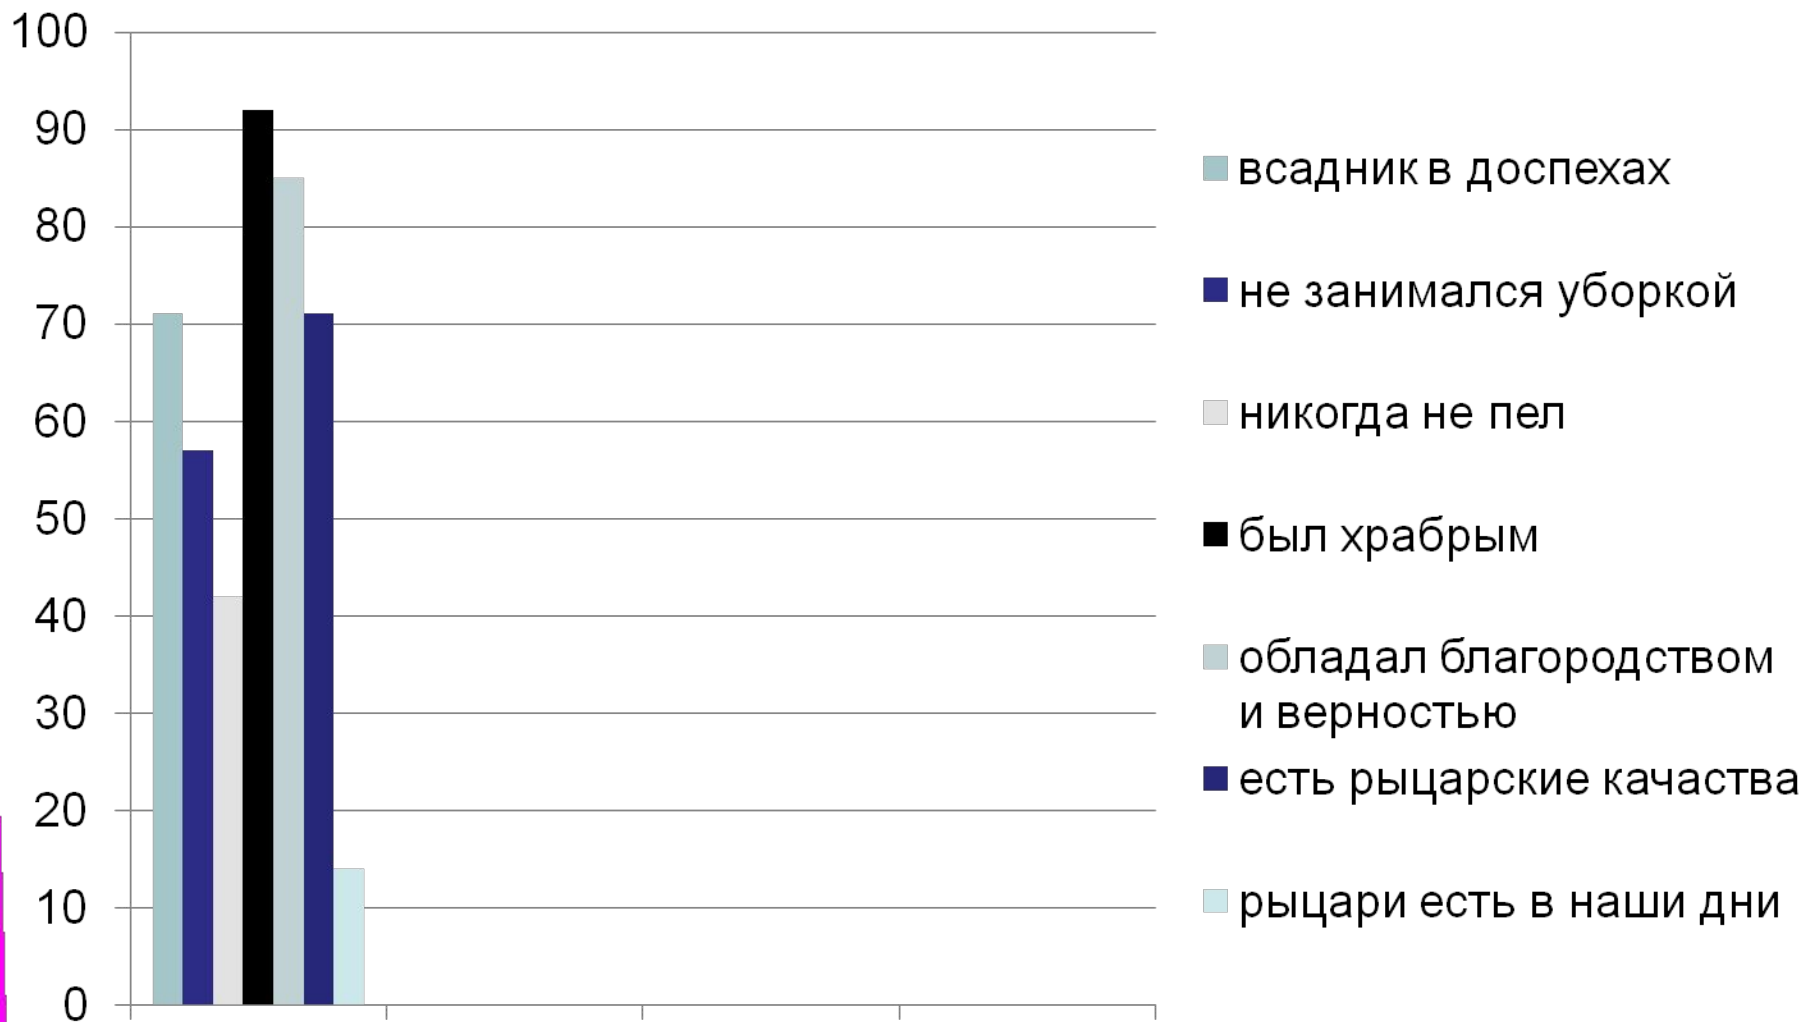 100
90
80
70
60
50
40
30
20
10
0
всадник в доспехах
не занимался уборкой
никогда не пел
был храбрым
обладал благородством
и верностью
есть рыцарские качаства
рыцари есть в наши дни